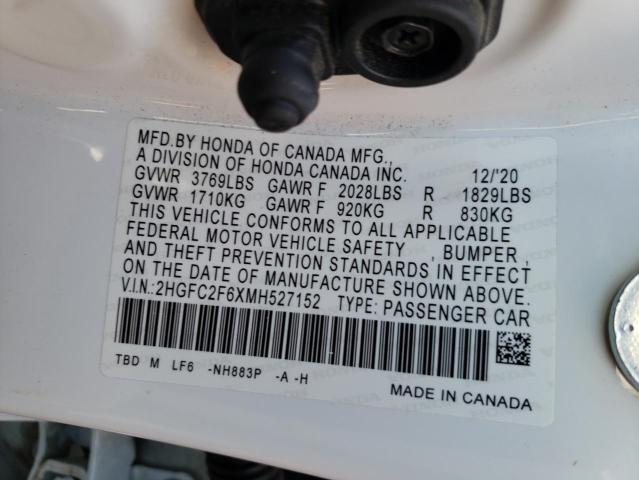 MFD.BY HONDA OF CANADA MFG.,
A DIVISION OF HONDA CANADA INC. 12/'20
GVWR 3769LBS GAWR F 2028LBS R 1829LBS
GVWR 1710KG GAWR F 920KG R 830KG
THIS VEHICLE CONFORMS TO ALL APPLICABLE
FEDERAL MOTOR VEHICLE SAFETY , BUMPER ,
AND THEFT PREVENTION STANDARDS IN EFFECT
ON THE DATE OF MANUFACTURE SHOWN ABOVE.
V.I.N.:2HGFC2F6XMH527152 TYPE: PASSENGER CAR
TBD M LF6 -NH883P -A -H
MADE IN CANADA